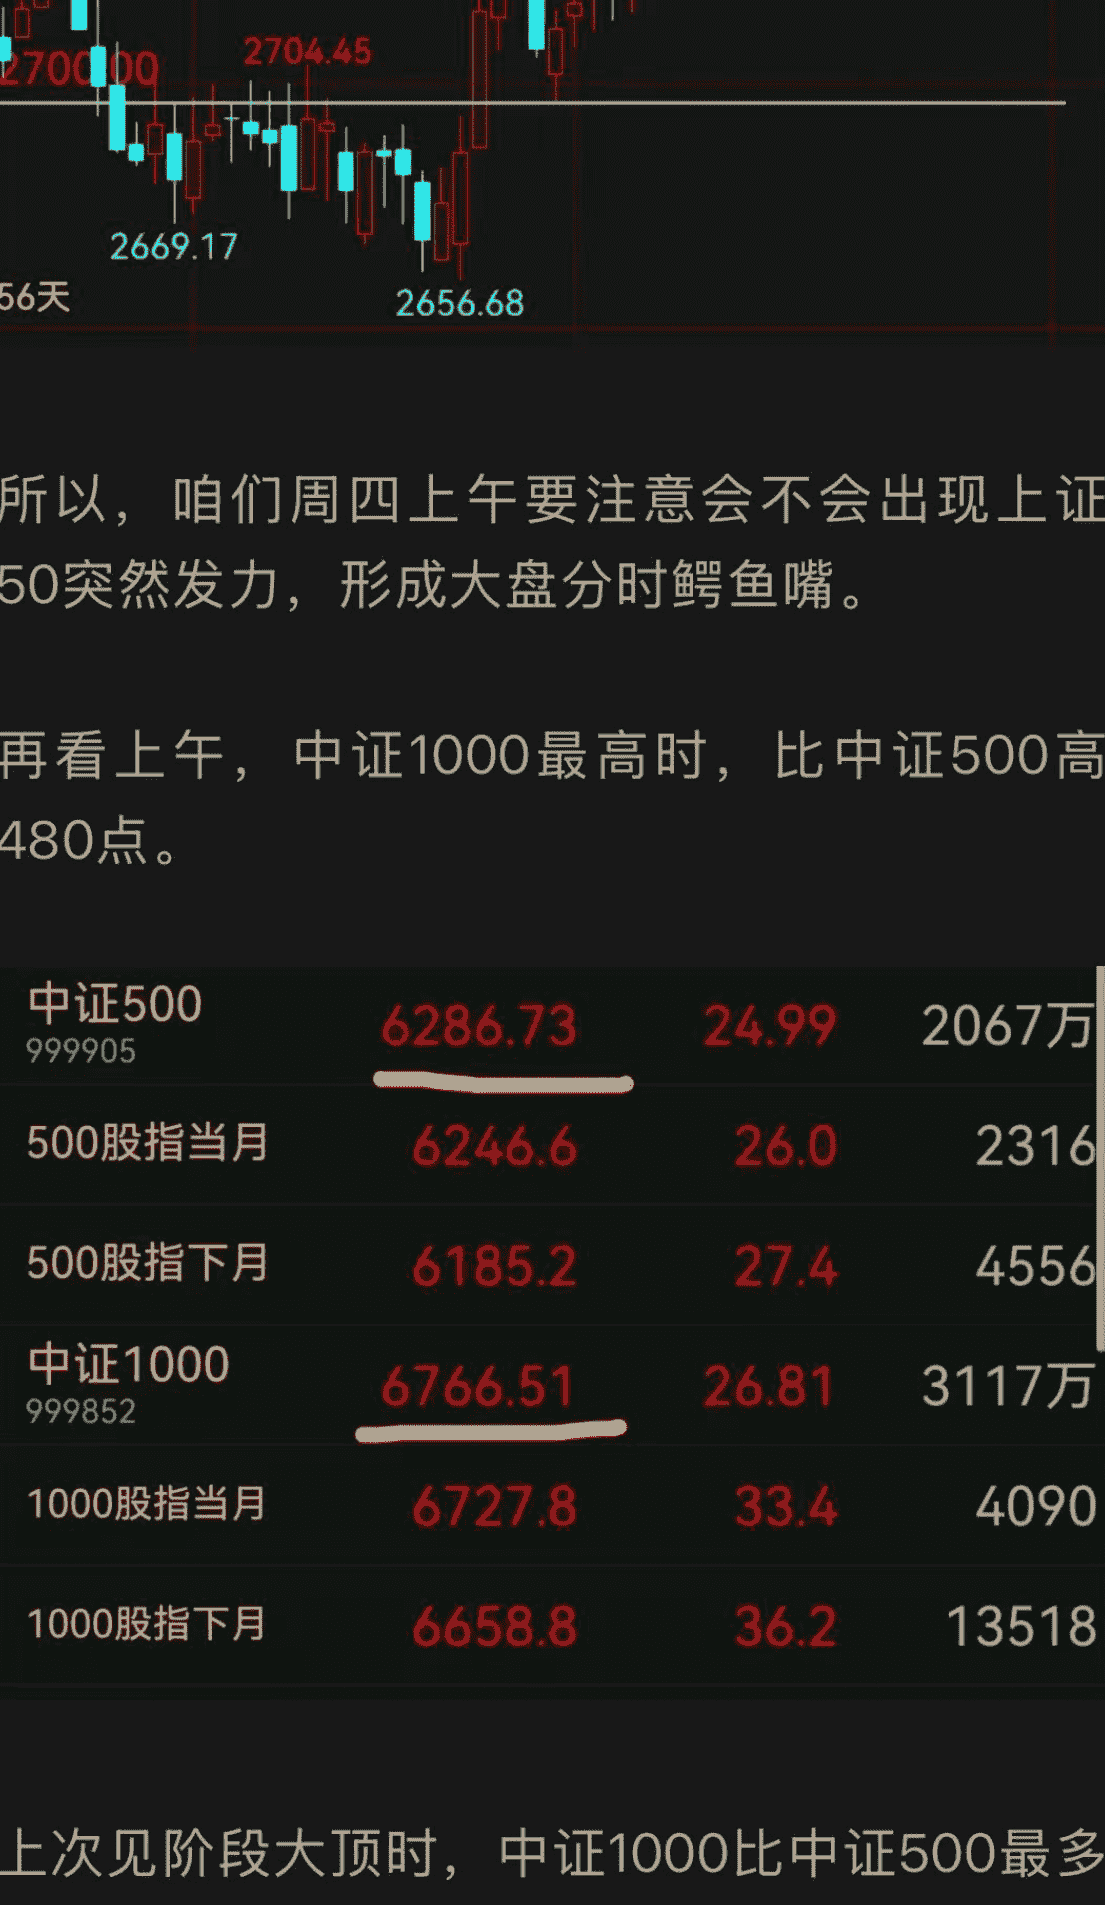 2704.45
2700.00
2669.17
56天
2656.68
所以，咱们周四上午要注意会不会出现上证
50突然发力，形成大盘分时鳄鱼嘴。
再看上午，中证1000最高时，比中证500高
480点。
中证500 6286.73 24.99 2067万
999905
500股指当月 6246.6 26.0 2316
500股指下月 6185.2 27.4 4556
中证1000 6766.51 26.81 3117万
999852
1000股指当月 6727.8 33.4 4090
1000股指下月 6658.8 36.2 13518
上次见阶段大顶时，中证1000比中证500最多